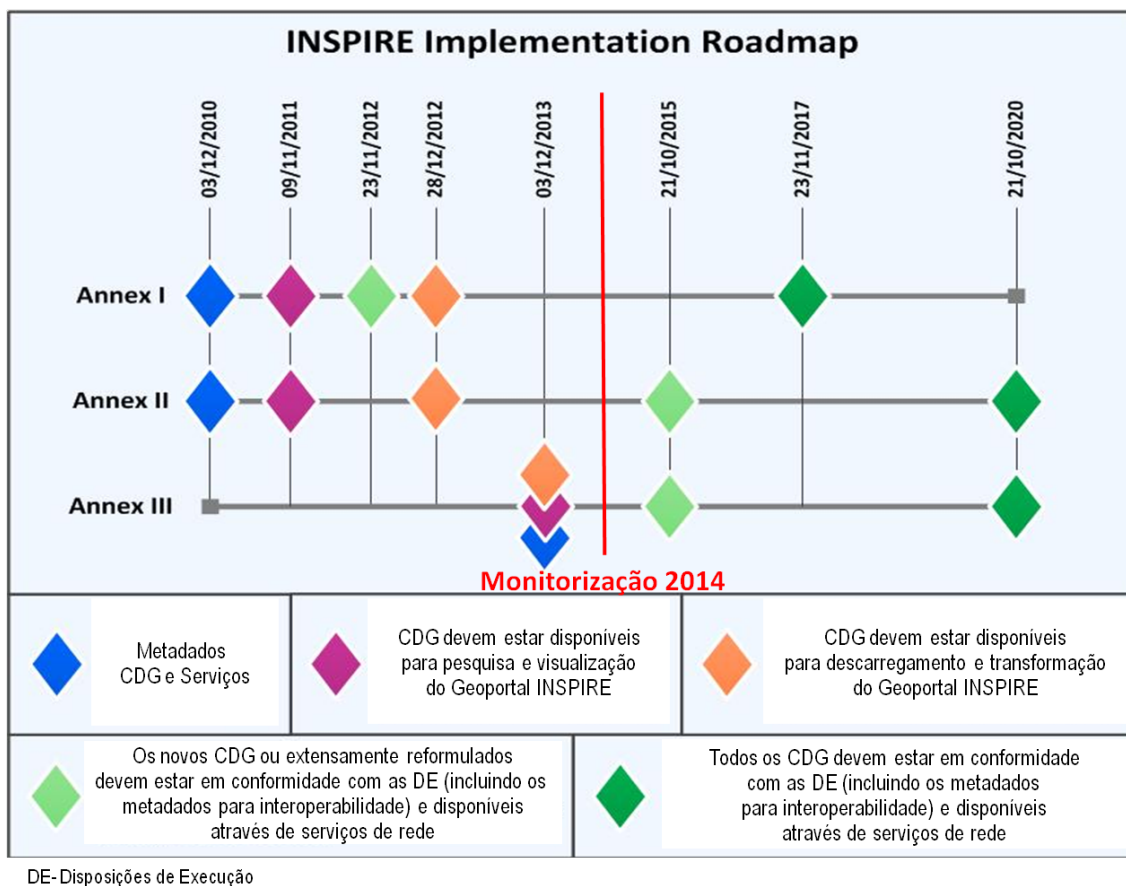 INSPIRE Implementation Roadmap
03/12/2010
09/11/2011
23/11/2012
28/12/2012
03/12/2013
21/10/2015
23/11/2017
21/10/2020
Annex I
Annex II
Annex III
Monitorização 2014
Metadados
CDG e Serviços
CDG devem estar disponíveis
para pesquisa e visualização
do Geoportal INSPIRE
CDG devem estar disponíveis
para descarregamento e transformação
do Geoportal INSPIRE
Os novos CDG ou extensamente reformulados
devem estar em conformidade com as DE (incluindo os
metadados para interoperabilidade) e disponíveis
através de serviços de rede
Todos os CDG devem estar em conformidade
com as DE (incluindo os metadados
para interoperabilidade) e disponíveis
através de serviços de rede
DE- Disposições de Execução